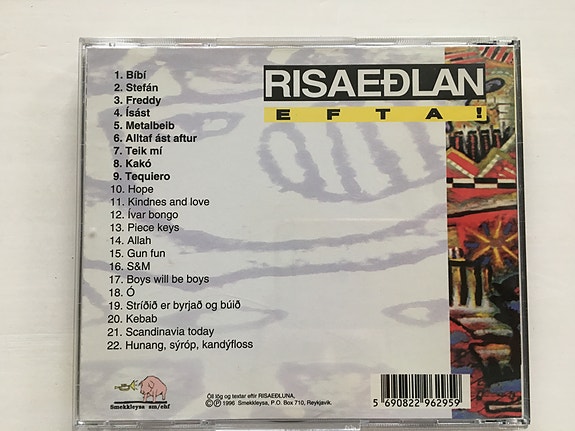 RISAEÐLAN
EFTA!
1. Bíbí
2. Stefán
3. Freddy
4. Ísást
5. Metalbeib
6. Alltaf ást aftur
7. Teik mí
8. Kakó
9. Tequiero
10. Hope
11. Kindnes and love
12. Ívar bongo
13. Piece keys
14. Allah
15. Gun fun
16. S&M
17. Boys will be boys
18. Ó
19. Stríðið er byrjað og búið
20. Kebab
21. Scandinavia today
22. Hunang, sýróp, kandýfloss
Smekkleysa sm/ehf
Öll lög og textar eftir RISAEÐLUNA.
©℗ 1996 Smekkleysa, P.O. Box 710, Reykjavik.
5 690822 962959